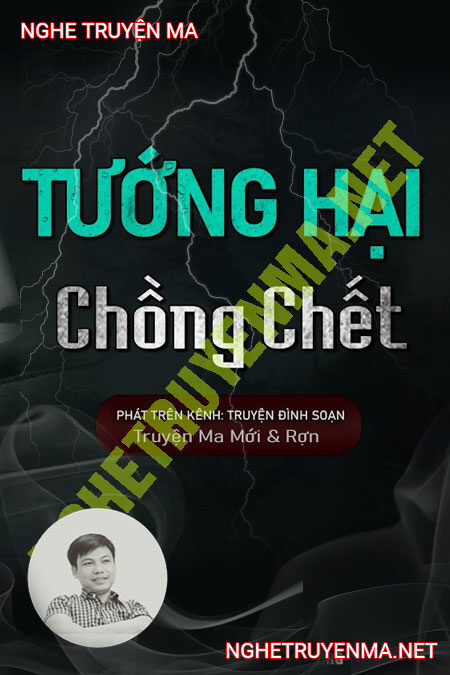 NGHE TRUYỆN MA
TƯỚNG HẠI
Chồng Chết
PHÁT TRÊN KÊNH: TRUYỆN ĐÌNH SOẠN
Truyện Ma Mới & Rợn
NGHETRUYENMA.NET
NGHETRUYENMA.NET